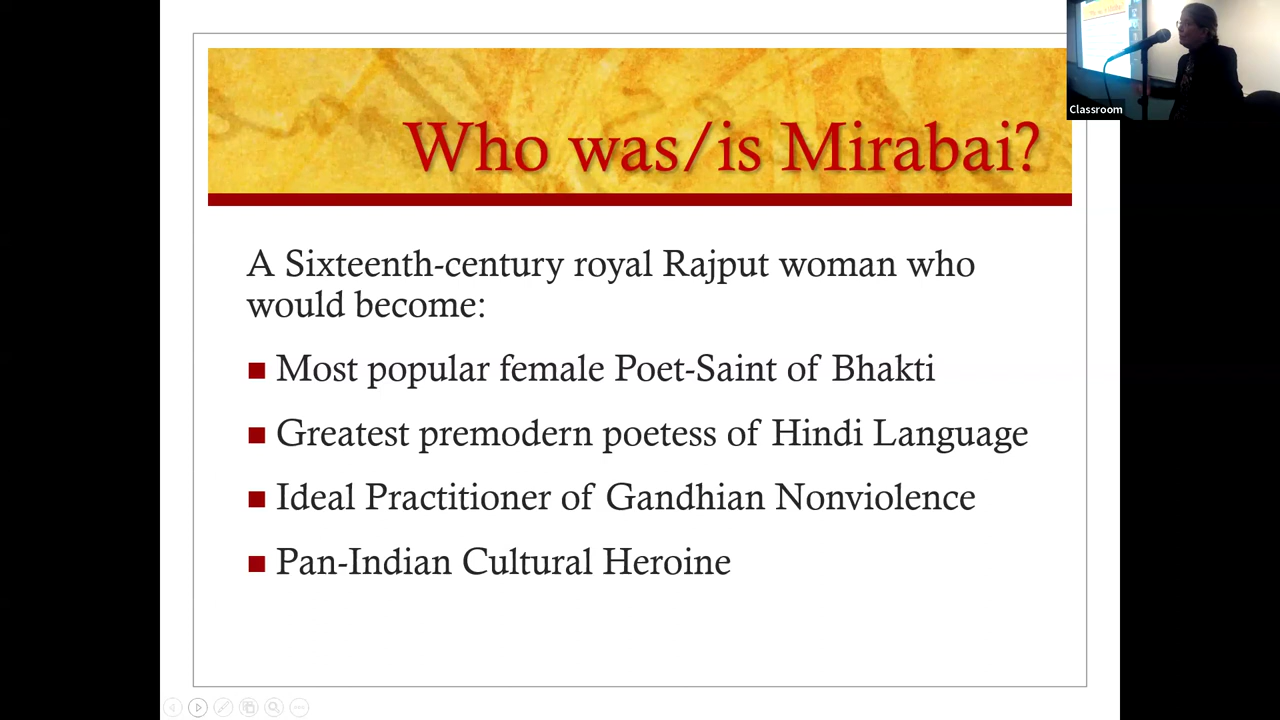 Who was/is Mirabai?
A Sixteenth-century royal Rajput woman who
would become:
Most popular female Poet-Saint of Bhakti
Greatest premodern poetess of Hindi Language
Ideal Practitioner of Gandhian Nonviolence
Pan-Indian Cultural Heroine
Classroom